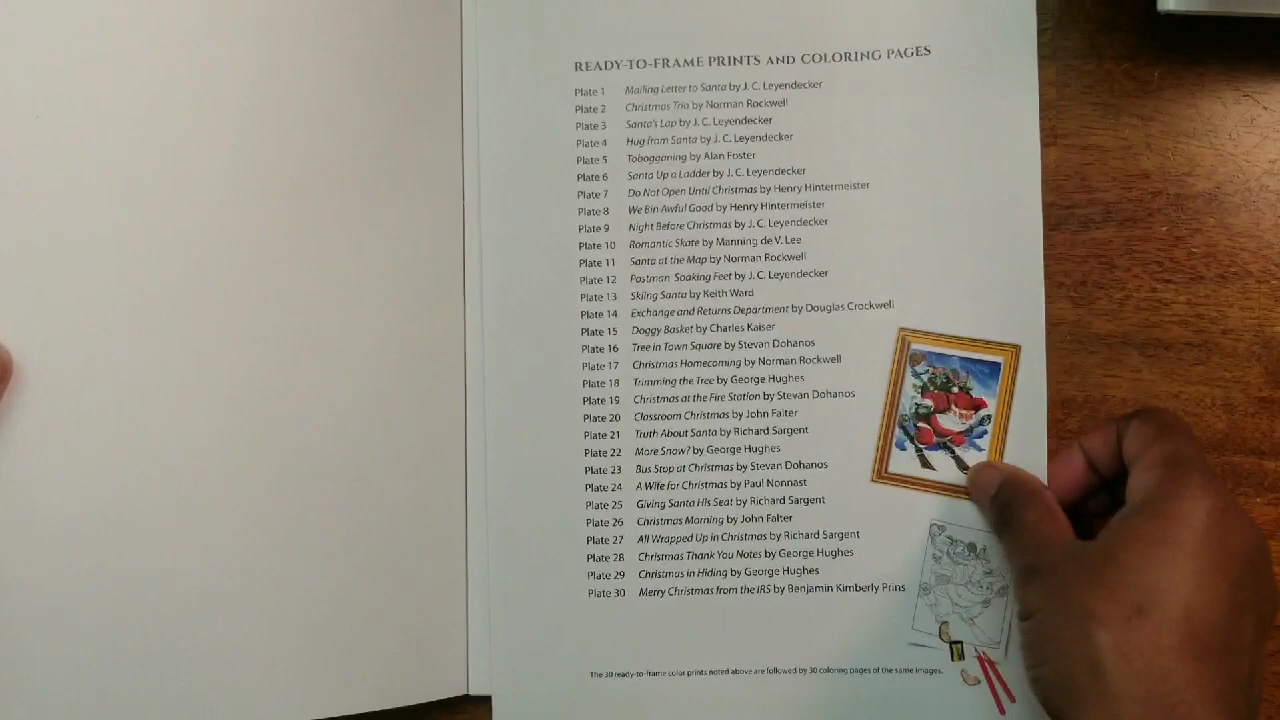 READY-TO-FRAME PRINTS AND COLORING PAGES
Plate 1 Mailing Letter to Santa by J. C. Leyendecker
Plate 2 Christmas Trio by Norman Rockwell
Plate 3 Santa's Lap by J. C. Leyendecker
Plate 4 Hug from Santa by J. C. Leyendecker
Plate 5 Tobogganing by Alan Foster
Plate 6 Santa Up a Ladder by J. C. Leyendecker
Plate 7 Do Not Open Until Christmas by Henry Hintermeister
Plate 8 We Bin Awful Good by Henry Hintermeister
Plate 9 Night Before Christmas by J. C. Leyendecker
Plate 10 Romantic Skate by Manning de V. Lee
Plate 11 Santa at the Map by Norman Rockwell
Plate 12 Postman Soaking Feet by J. C. Leyendecker
Plate 13 Skiing Santa by Keith Ward
Plate 14 Exchange and Returns Department by Douglas Crockwell
Plate 15 Doggy Basket by Charles Kaiser
Plate 16 Tree in Town Square by Stevan Dohanos
Plate 17 Christmas Homecoming by Norman Rockwell
Plate 18 Trimming the Tree by George Hughes
Plate 19 Christmas at the Fire Station by Stevan Dohanos
Plate 20 Classroom Christmas by John Falter
Plate 21 Truth About Santa by Richard Sargent
Plate 22 More Snow? by George Hughes
Plate 23 Bus Stop at Christmas by Stevan Dohanos
Plate 24 A Wife for Christmas by Paul Nonnast
Plate 25 Giving Santa His Seat by Richard Sargent
Plate 26 Christmas Morning by John Falter
Plate 27 All Wrapped Up in Christmas by Richard Sargent
Plate 28 Christmas Thank You Notes by George Hughes
Plate 29 Christmas in Hiding by George Hughes
Plate 30 Merry Christmas from the IRS by Benjamin Kimberly Prins
The 30 ready-to-frame color prints noted above are followed by 30 coloring pages of the same images.